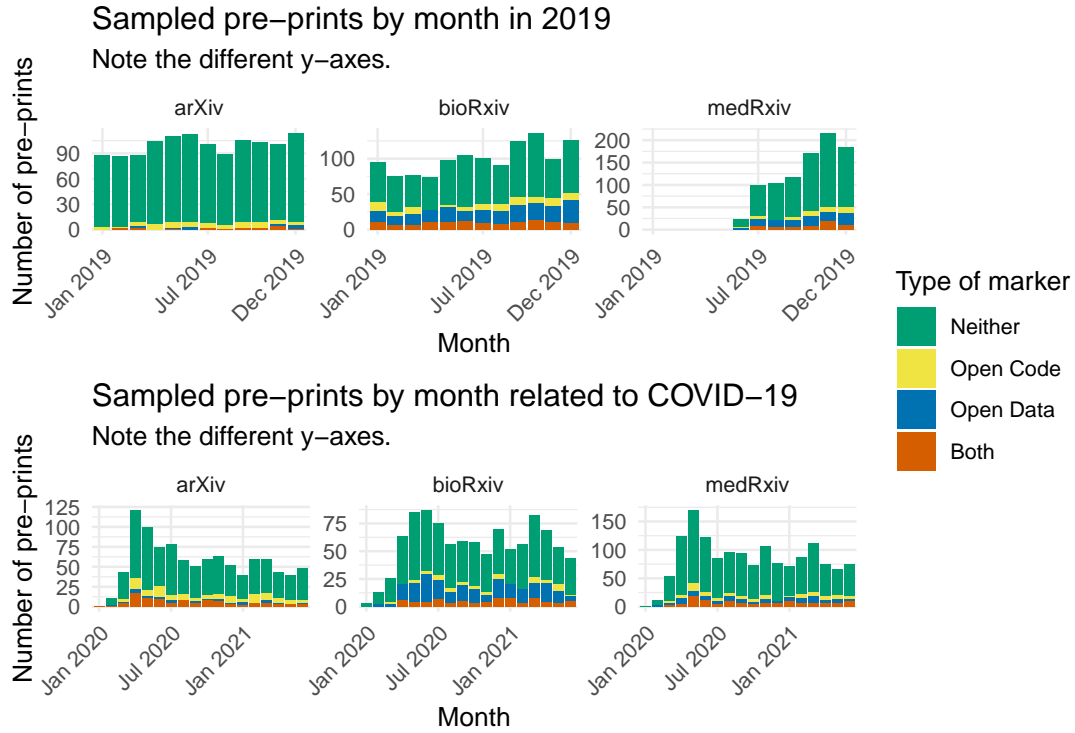 Sampled pre−prints by month in 2019
Note the different y−axes.
Number of pre−prints
arXiv
bioRxiv
medRxiv
90
60
30
0
100
50
0
200
150
100
50
0
Jan 2019
Jul 2019
Dec 2019
Jan 2019
Jul 2019
Dec 2019
Jan 2019
Jul 2019
Dec 2019
Month
Type of marker
Neither
Open Code
Open Data
Both
Sampled pre−prints by month related to COVID−19
Note the different y−axes.
Number of pre−prints
arXiv
bioRxiv
medRxiv
125
100
75
50
25
0
75
50
25
0
150
100
50
0
Jan 2020
Jul 2020
Jan 2021
Jan 2020
Jul 2020
Jan 2021
Jan 2020
Jul 2020
Jan 2021
Month